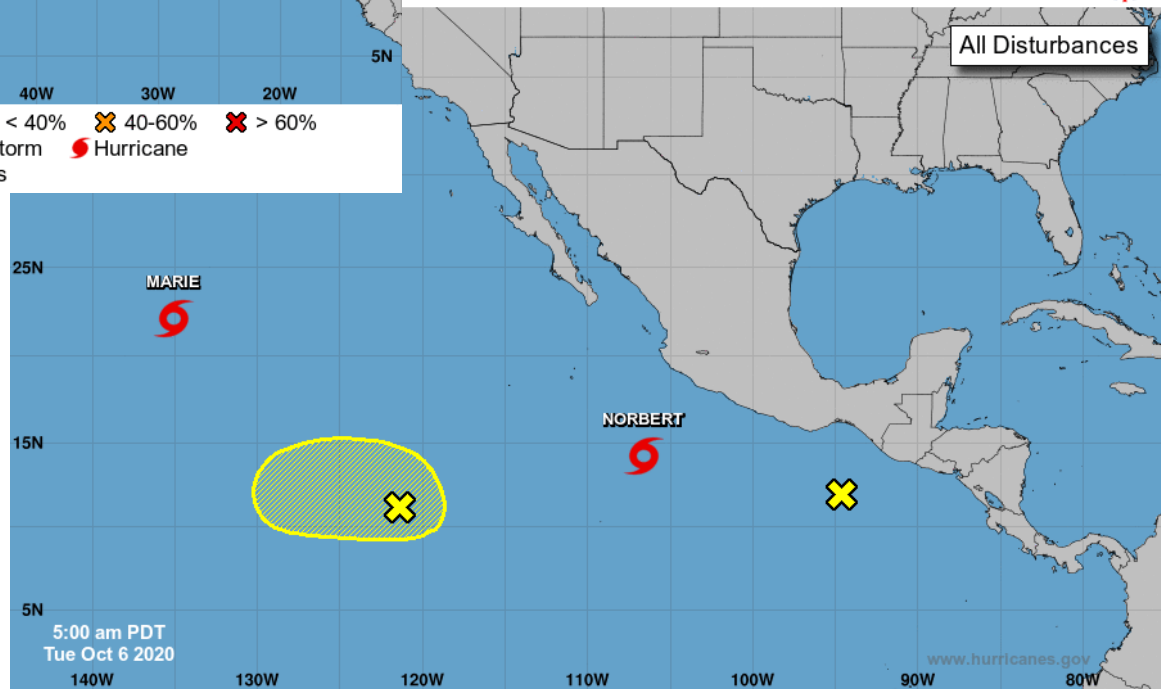 5N
All Disturbances
40W 30W 20W
< 40% 40-60% > 60%
torm Hurricane
s
25N
MARIE
NORBERT
15N
5N
5:00 am PDT
Tue Oct 6 2020
www.hurricanes.gov
140W 130W 120W 110W 100W 90W 80W